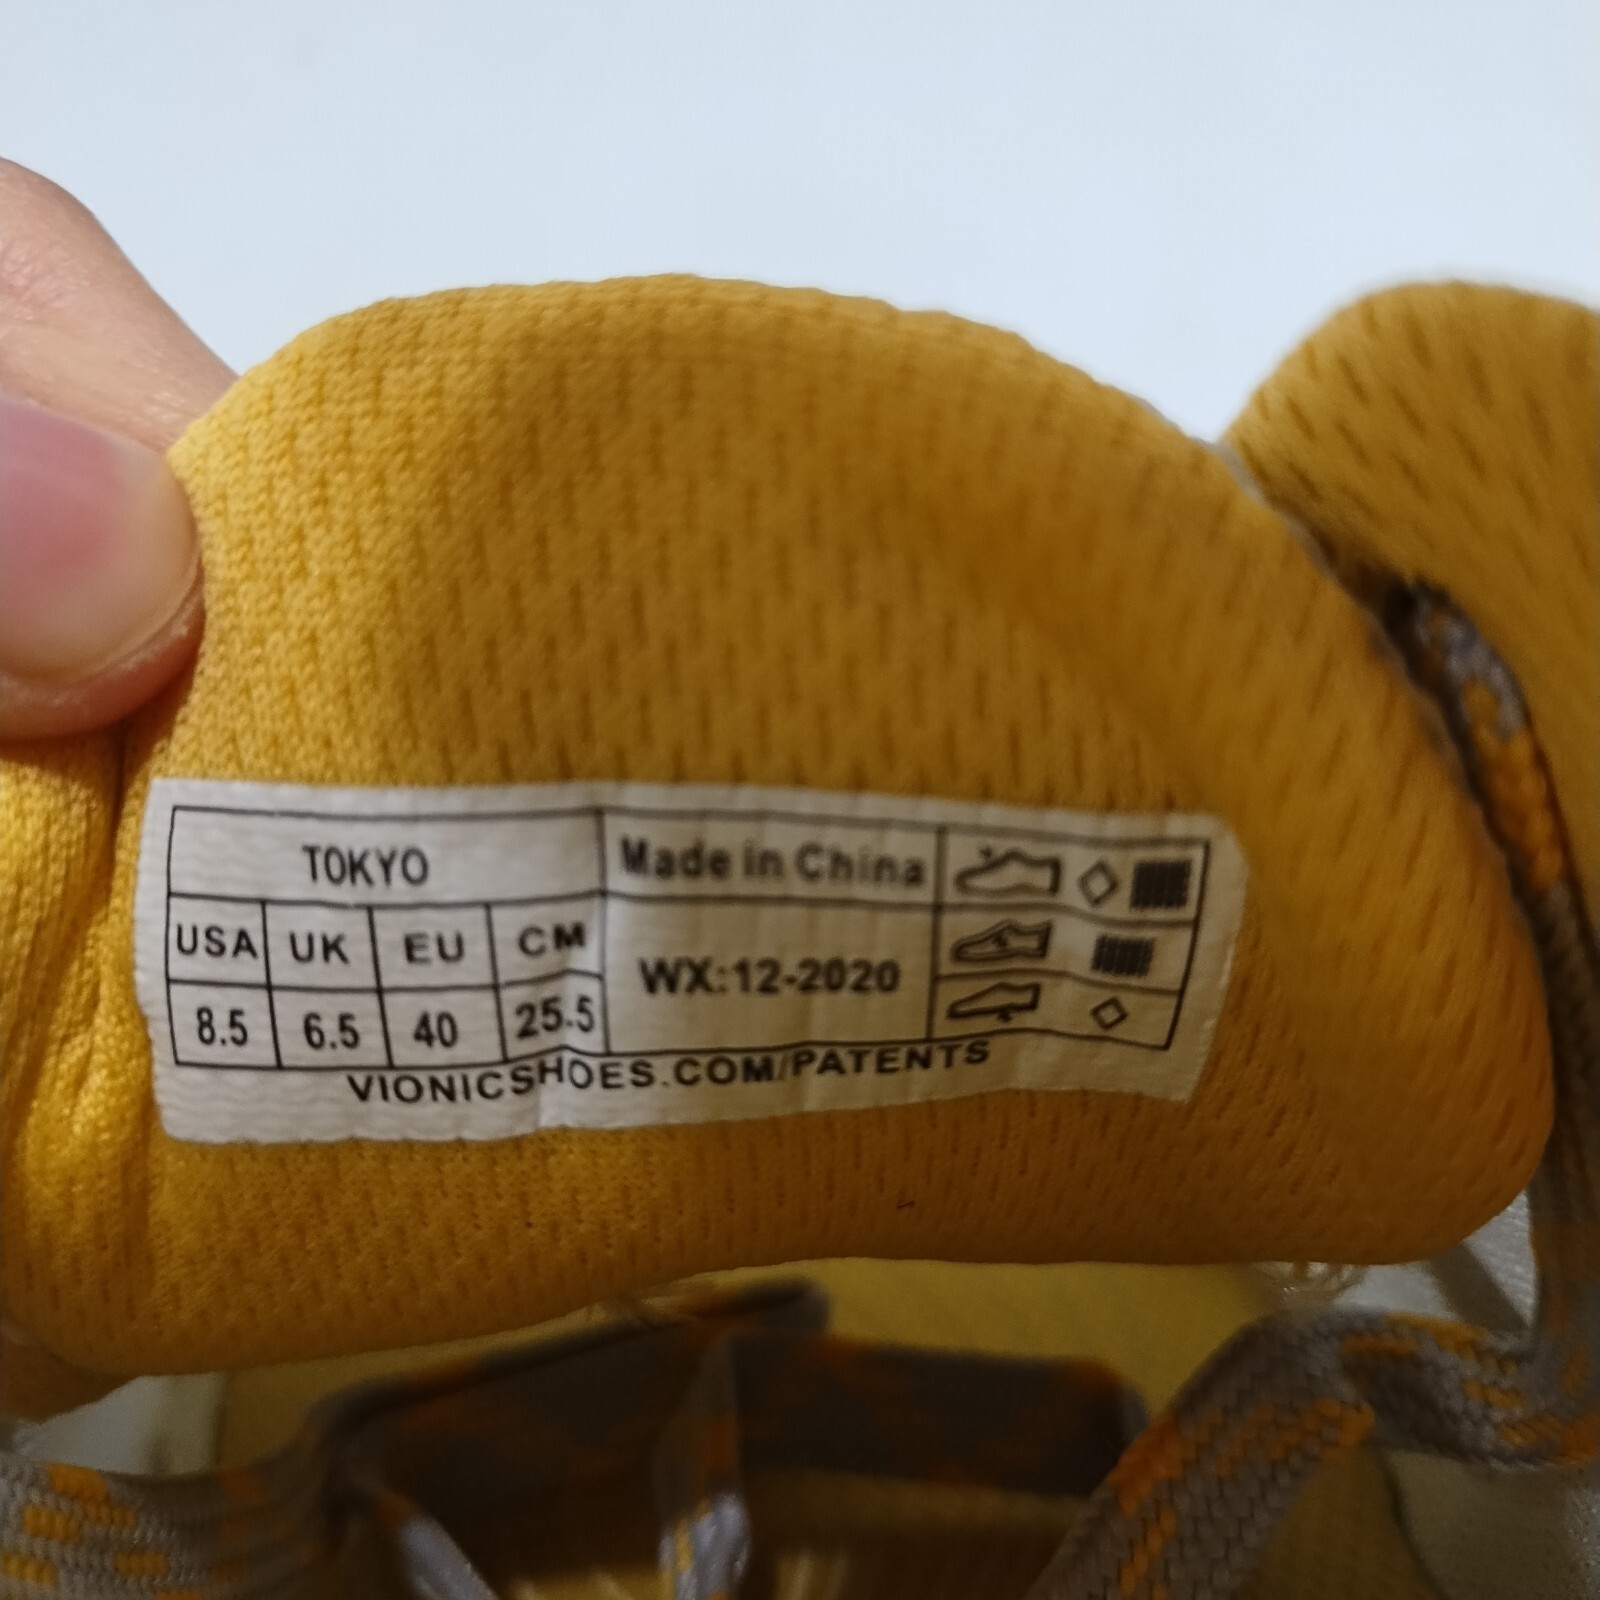 TOKYO
Made in China
USA UK EU CM
WX:12-2020
8.5 6.5 40 25.5
VIONICSHOES.COM/PATENTS